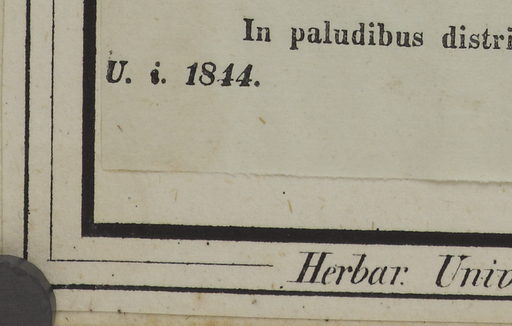 In paludibus distri
U. i. 1844.
Herbar. Univ